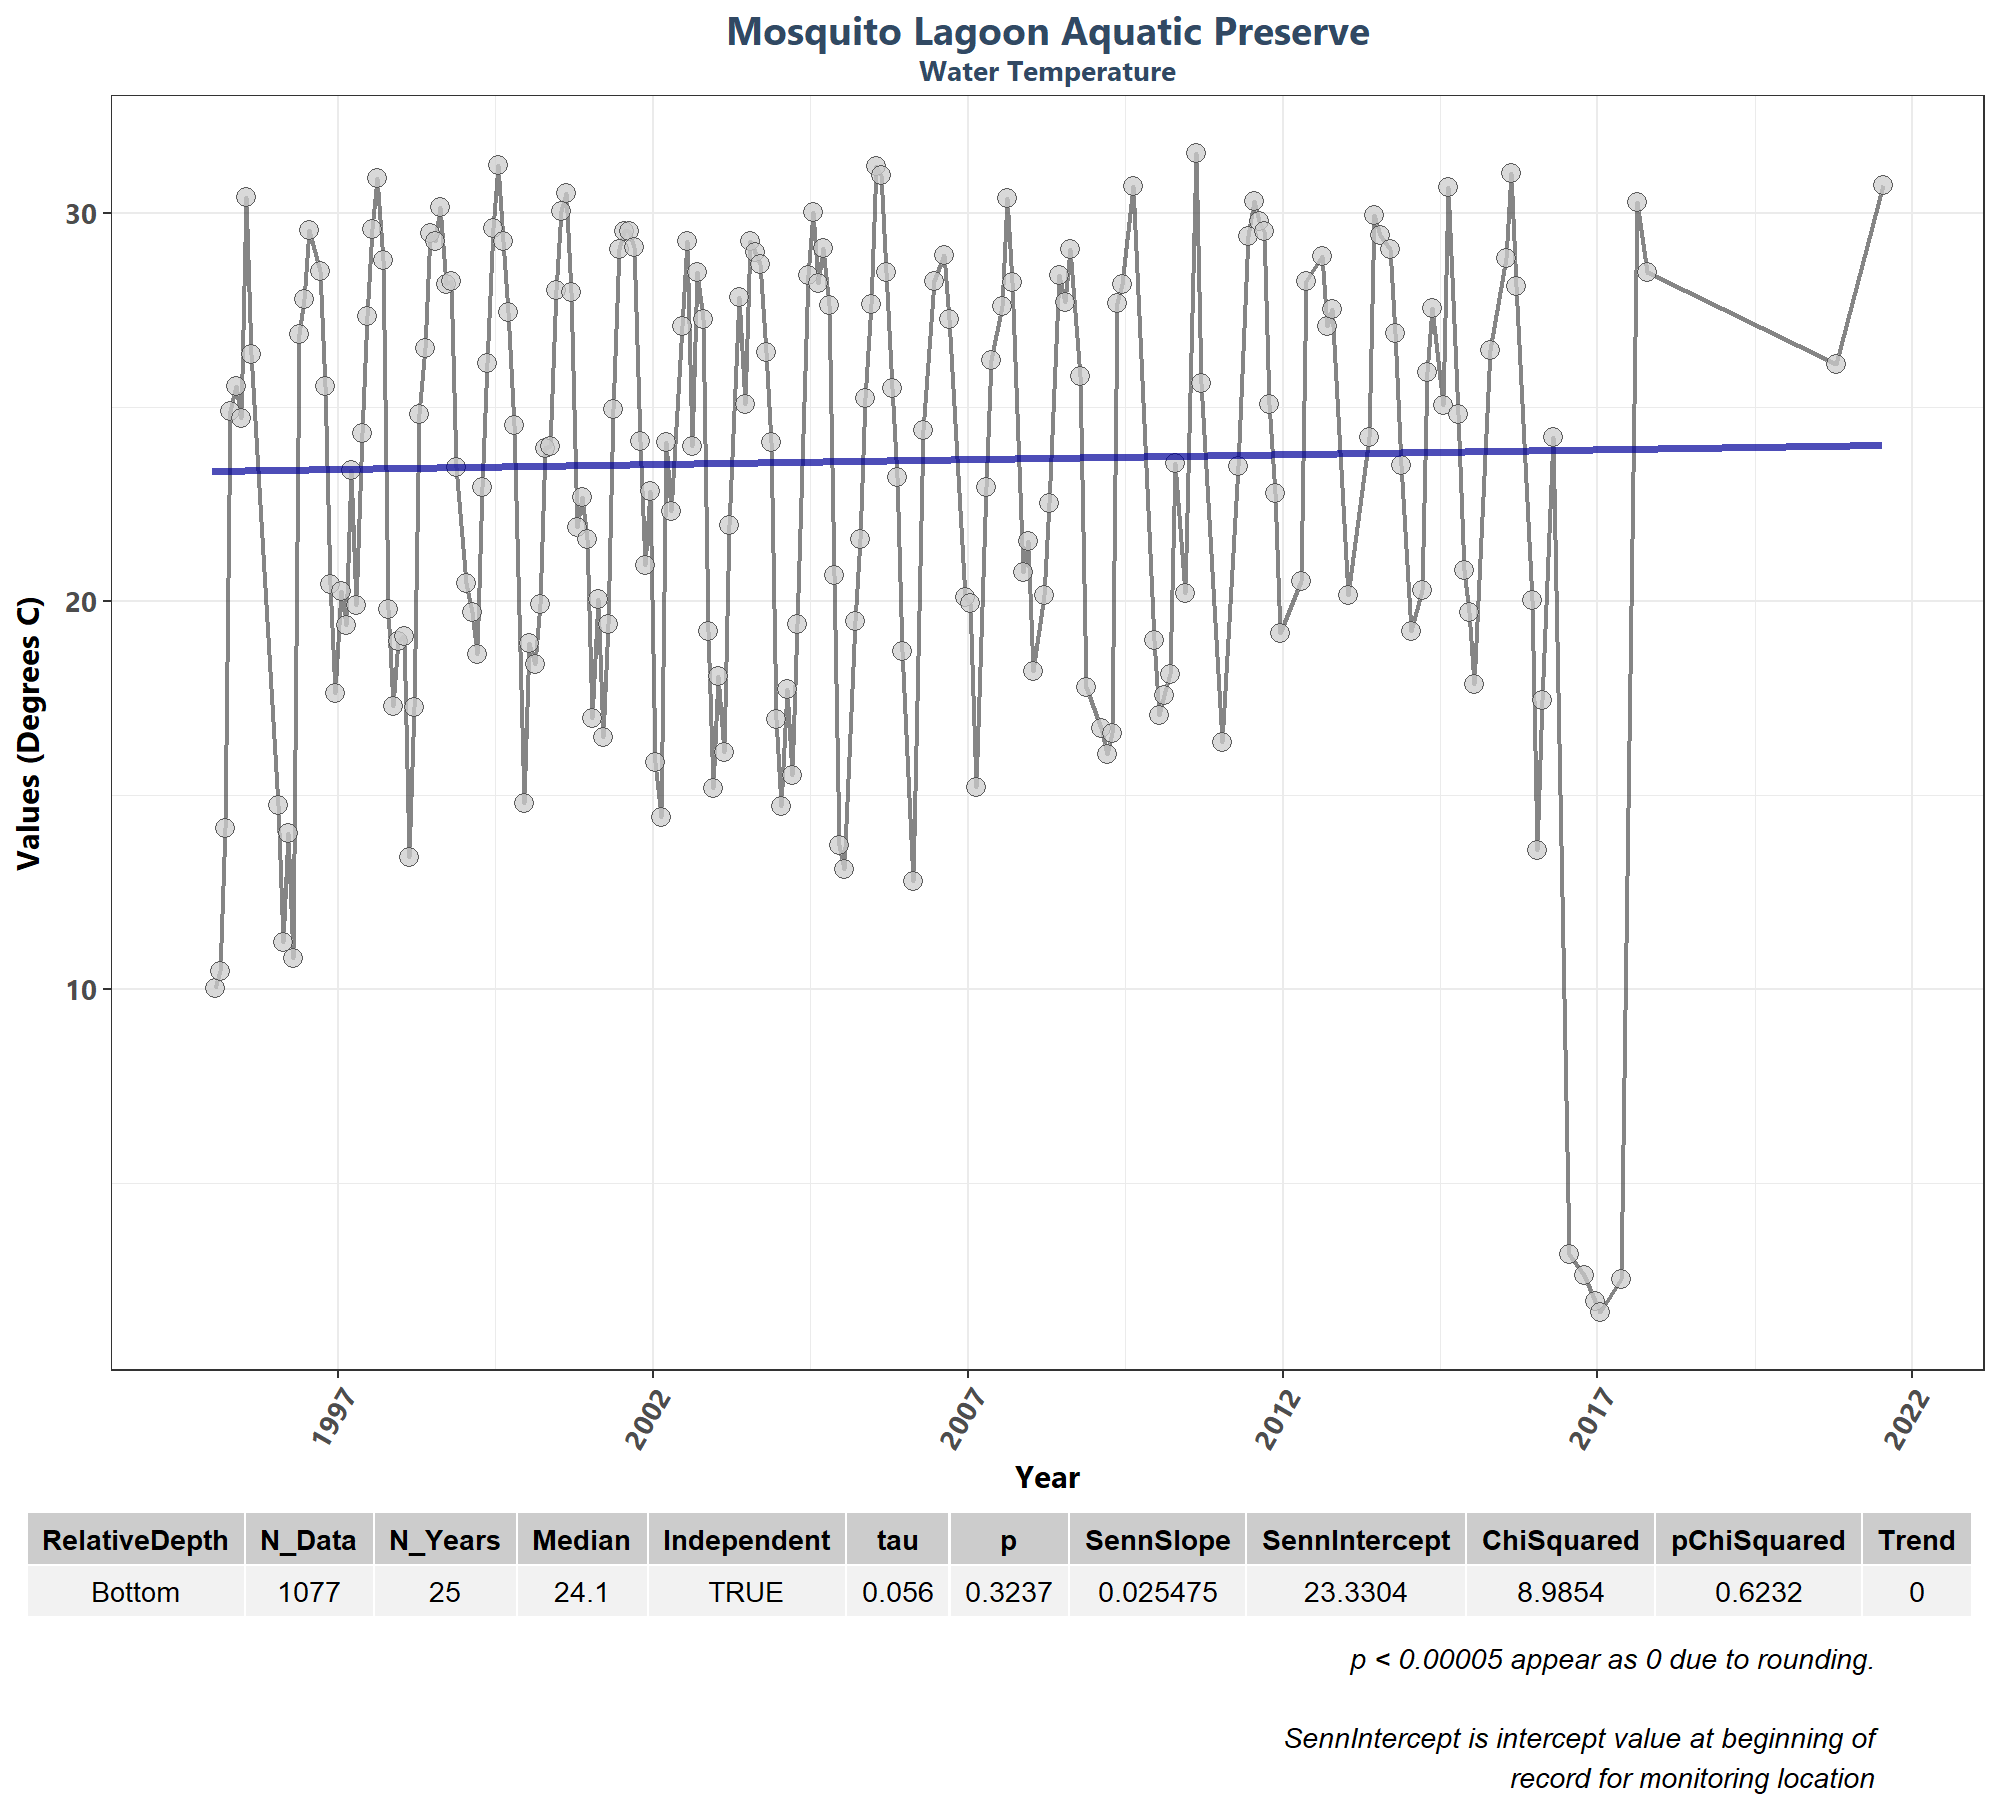 Mosquito Lagoon Aquatic Preserve
Water Temperature
Values (Degrees C)
30
20
10
1997
2002
2007
2012
2017
2022
Year
RelativeDepth N_Data N_Years Median Independent tau p SennSlope SennIntercept ChiSquared pChiSquared Trend
Bottom 1077 25 24.1 TRUE 0.056 0.3237 0.025475 23.3304 8.9854 0.6232 0
p < 0.00005 appear as 0 due to rounding.
SennIntercept is intercept value at beginning of
record for monitoring location